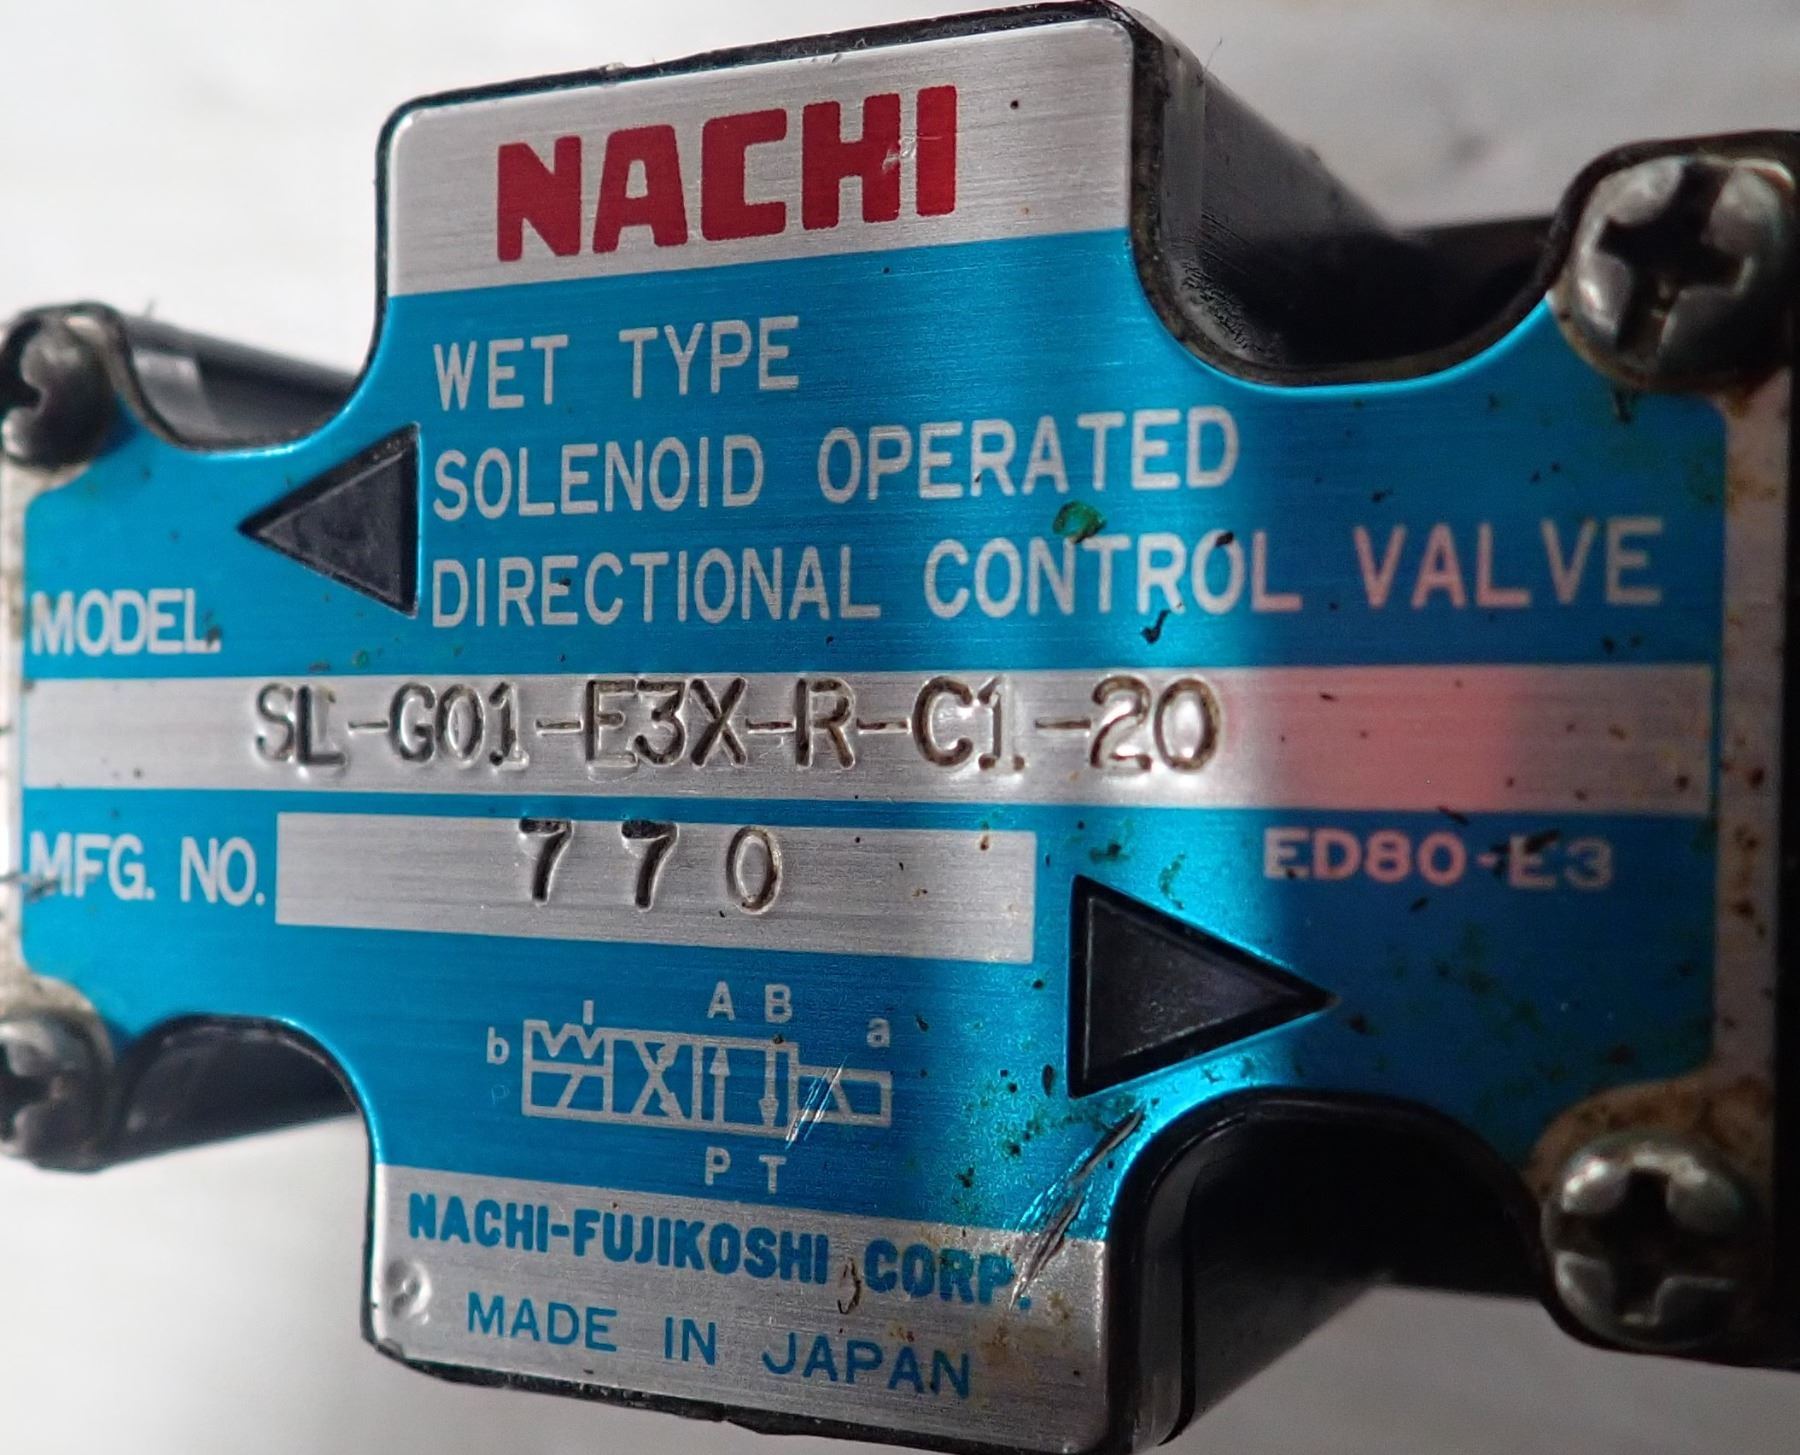 NACHI
WET TYPE
SOLENOID OPERATED
DIRECTIONAL CONTROL VALVE
MODEL
SL-G01-E3X-R-C1-20
MFG. NO. 770
ED80-E3
A B
b a
P T
NACHI-FUJIKOSHI CORP.
MADE IN JAPAN